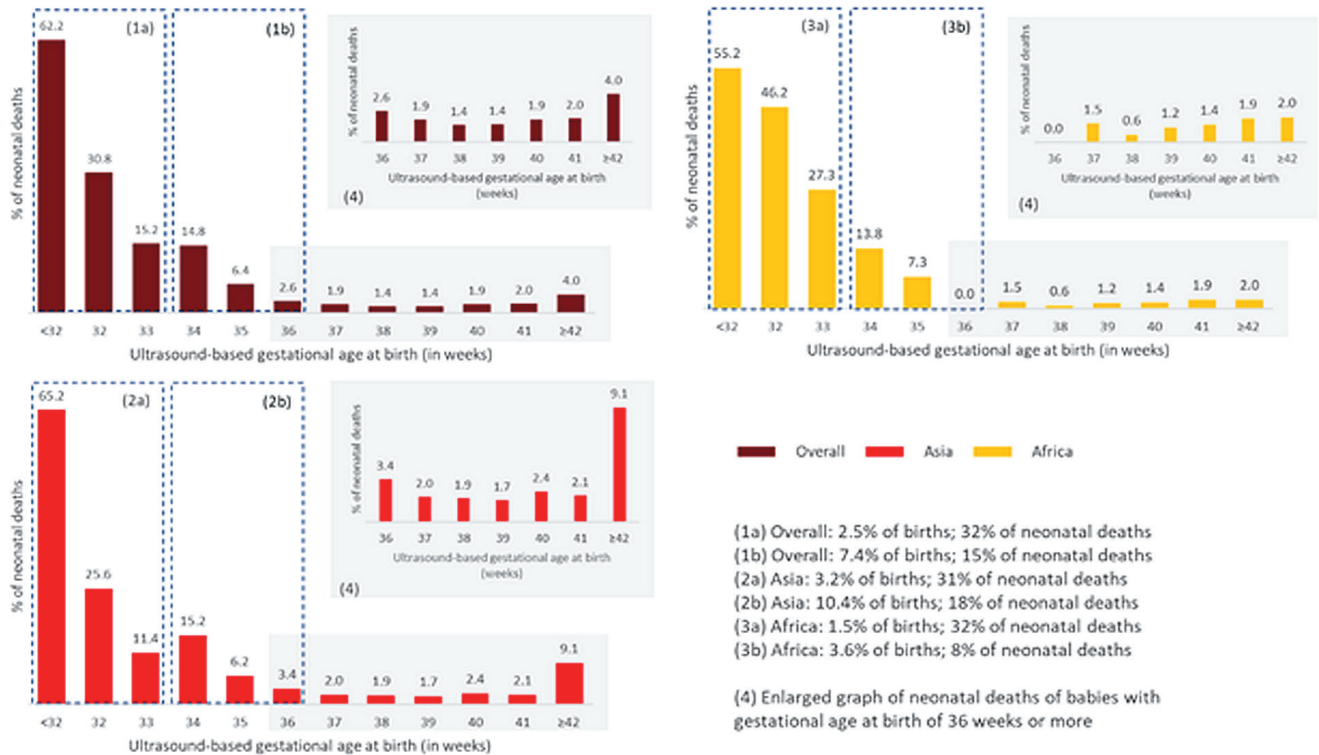 (1a)
(1b)
62.2
30.8
15.2
14.8
6.4
2.6
1.9
1.4
1.4
1.9
2.0
4.0
% of neonatal deaths
<32 32 33 34 35 36 37 38 39 40 41 ≥42
Ultrasound-based gestational age at birth (in weeks)
% of neonatal deaths
2.6 1.9 1.4 1.4 1.9 2.0 4.0
36 37 38 39 40 41 ≥42
Ultrasound-based gestational age at birth
(weeks)
(4)
(3a)
(3b)
55.2
46.2
27.3
13.8
7.3
0.0
1.5
0.6
1.2
1.4
1.9
2.0
% of neonatal deaths
<32 32 33 34 35 36 37 38 39 40 41 ≥42
Ultrasound-based gestational age at birth (in weeks)
% of neonatal deaths
0.0 1.5 0.6 1.2 1.4 1.9 2.0
36 37 38 39 40 41 ≥42
Ultrasound-based gestational age at birth
(weeks)
(4)
(2a)
(2b)
65.2
25.6
11.4
15.2
6.2
3.4
2.0
1.9
1.7
2.4
2.1
9.1
% of neonatal deaths
<32 32 33 34 35 36 37 38 39 40 41 ≥42
Ultrasound-based gestational age at birth (in weeks)
% of neonatal deaths
3.4 2.0 1.9 1.7 2.4 2.1 9.1
36 37 38 39 40 41 ≥42
Ultrasound-based gestational age at birth
(weeks)
(4)
Overall Asia Africa
(1a) Overall: 2.5% of births; 32% of neonatal deaths
(1b) Overall: 7.4% of births; 15% of neonatal deaths
(2a) Asia: 3.2% of births; 31% of neonatal deaths
(2b) Asia: 10.4% of births; 18% of neonatal deaths
(3a) Africa: 1.5% of births; 32% of neonatal deaths
(3b) Africa: 3.6% of births; 8% of neonatal deaths
(4) Enlarged graph of neonatal deaths of babies with
gestational age at birth of 36 weeks or more